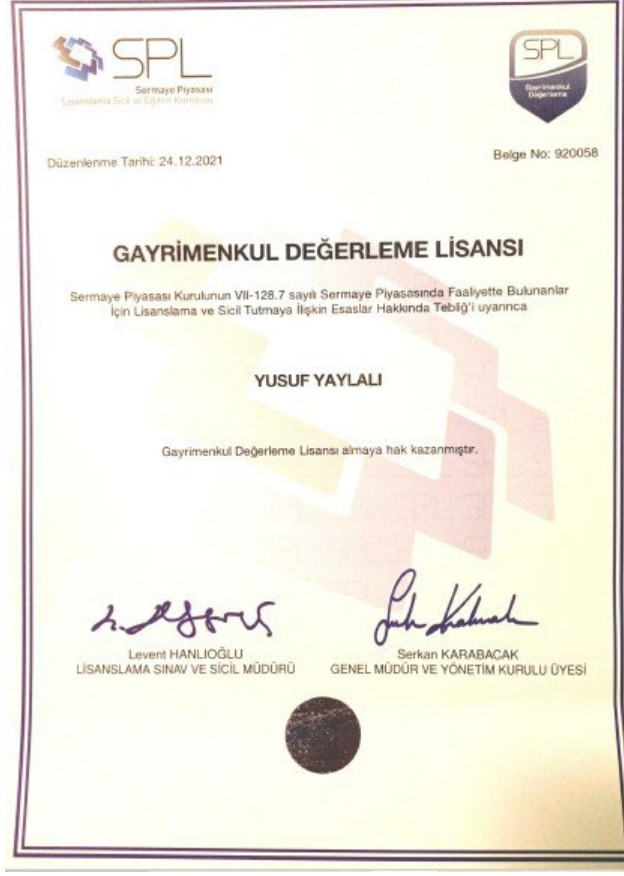 SPL
Sermaye Piyasası
Lisanslama Sicil ve Eğitim Kuruluşu
SPL
Gayrimenkul
Değerleme
Düzenlenme Tarihi: 24.12.2021
Belge No: 920058
GAYRİMENKUL DEĞERLEME LİSANSI
Sermaye Piyasası Kurulunun VII-128.7 sayılı Sermaye Piyasasında Faaliyette Bulunanlar
İçin Lisanslama ve Sicil Tutmaya İlişkin Esaslar Hakkında Tebliğ'i uyarınca
YUSUF YAYLALI
Gayrimenkul Değerleme Lisansı almaya hak kazanmıştır.
Levent HANLIOĞLU
LİSANSLAMA SINAV VE SİCİL MÜDÜRÜ
Serkan KARABACAK
GENEL MÜDÜR VE YÖNETİM KURULU ÜYESİ